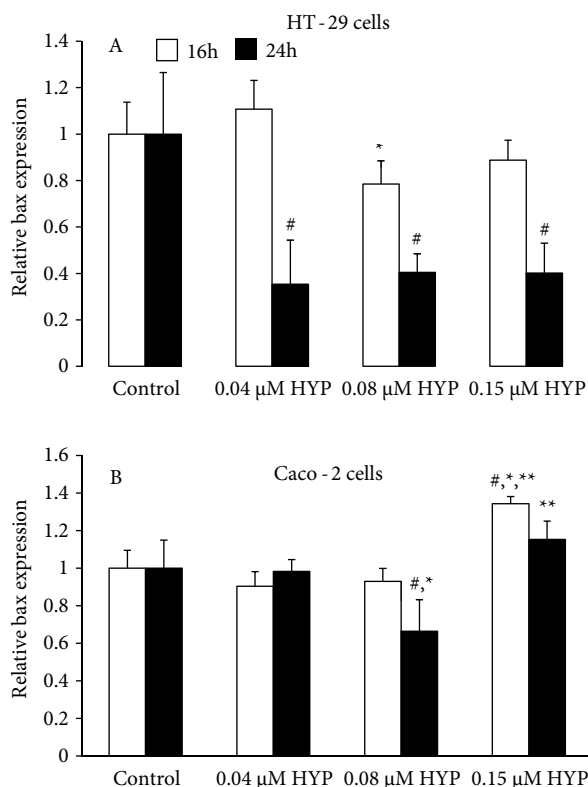 HT - 29 cells
A
16h
24h
Relative bax expression
1.4
1.2
1
0.8
0.6
0.4
0.2
0
*
#
#
#
Control
0.04 µM HYP
0.08 µM HYP
0.15 µM HYP
B
Caco - 2 cells
Relative bax expression
1.6
1.4
1.2
1
0.8
0.6
0.4
0.2
0
#,*
#,*,**
**
Control
0.04 µM HYP
0.08 µM HYP
0.15 µM HYP